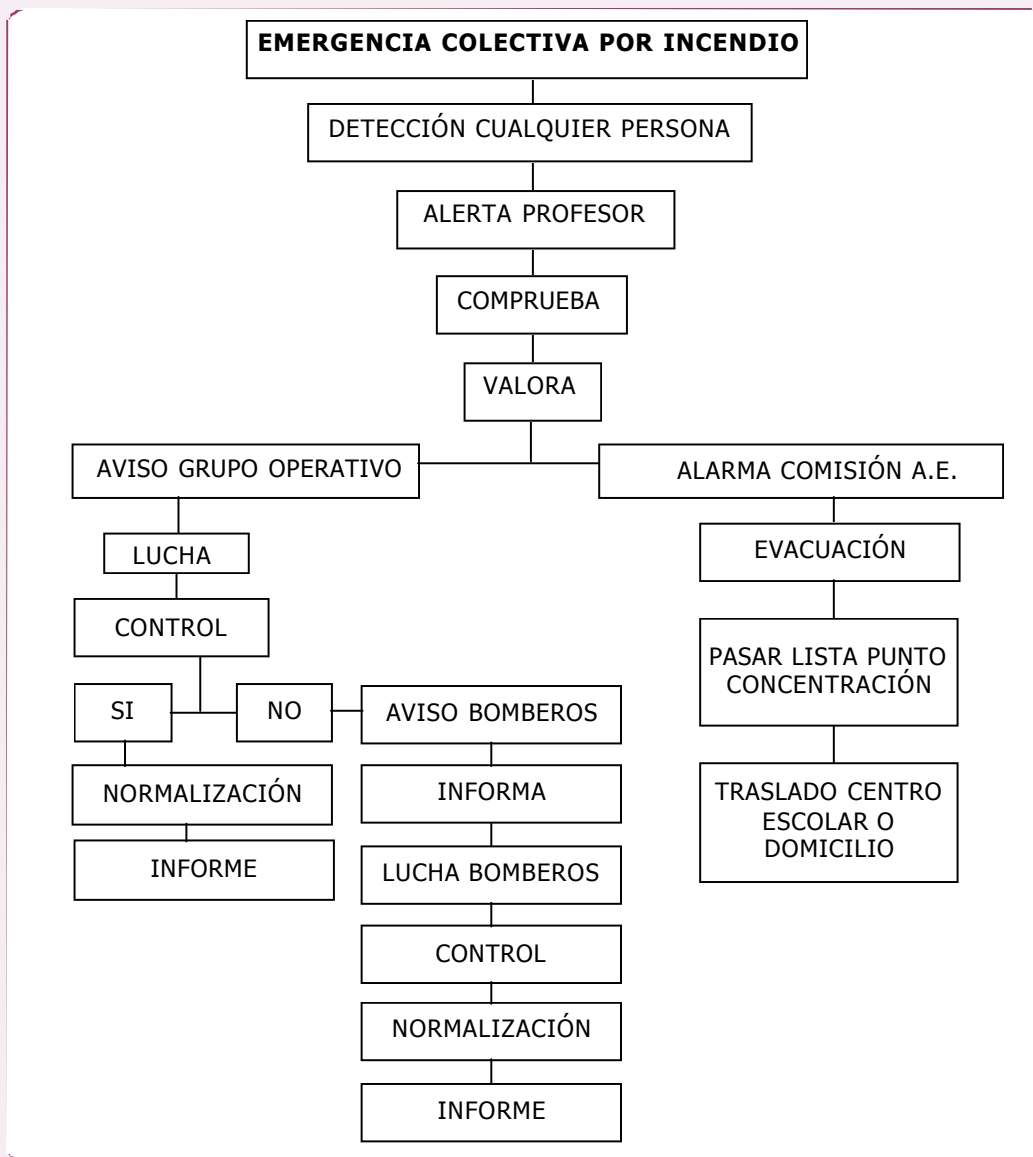 EMERGENCIA COLECTIVA POR INCENDIO
DETECCIÓN CUALQUIER PERSONA
ALERTA PROFESOR
COMPRUEBA
VALORA
AVISO GRUPO OPERATIVO
ALARMA COMISIÓN A.E.
LUCHA
EVACUACIÓN
CONTROL
PASAR LISTA PUNTO
CONCENTRACIÓN
SI
NO
AVISO BOMBEROS
NORMALIZACIÓN
INFORMA
TRASLADO CENTRO
ESCOLAR O
DOMICILIO
INFORME
LUCHA BOMBEROS
CONTROL
NORMALIZACIÓN
INFORME